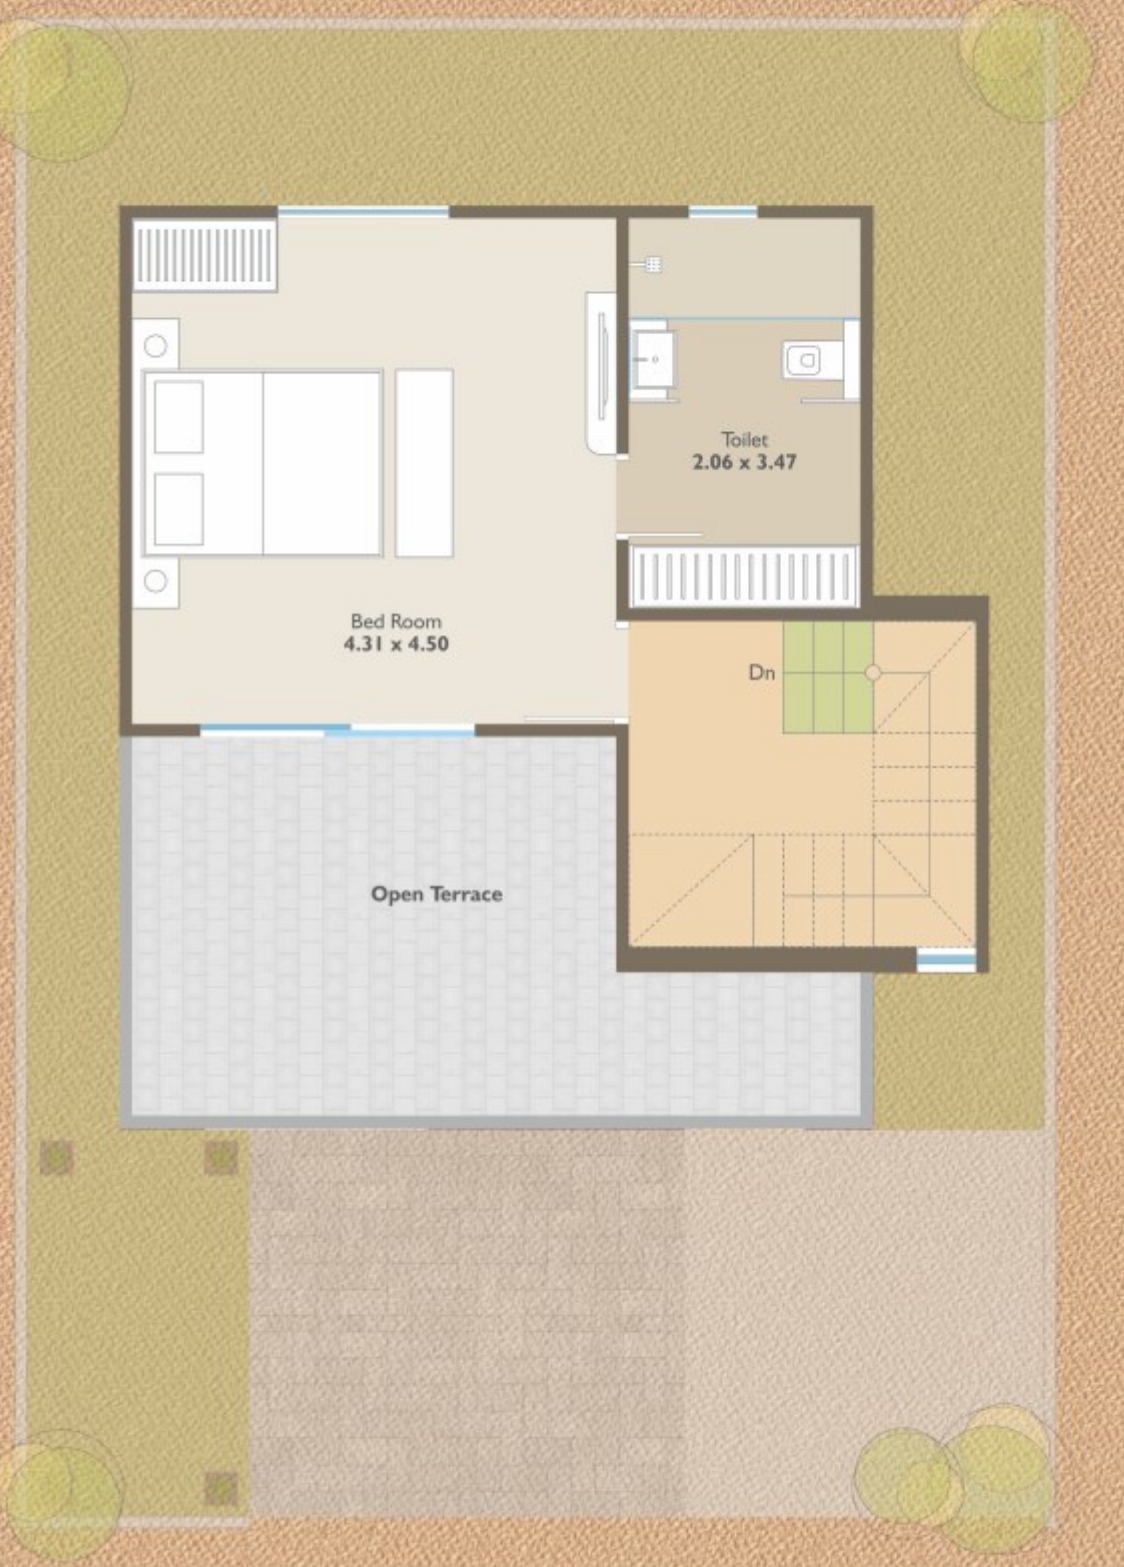 Toilet
2.06 x 3.47
Bed Room
4.31 x 4.50
Dn
Open Terrace